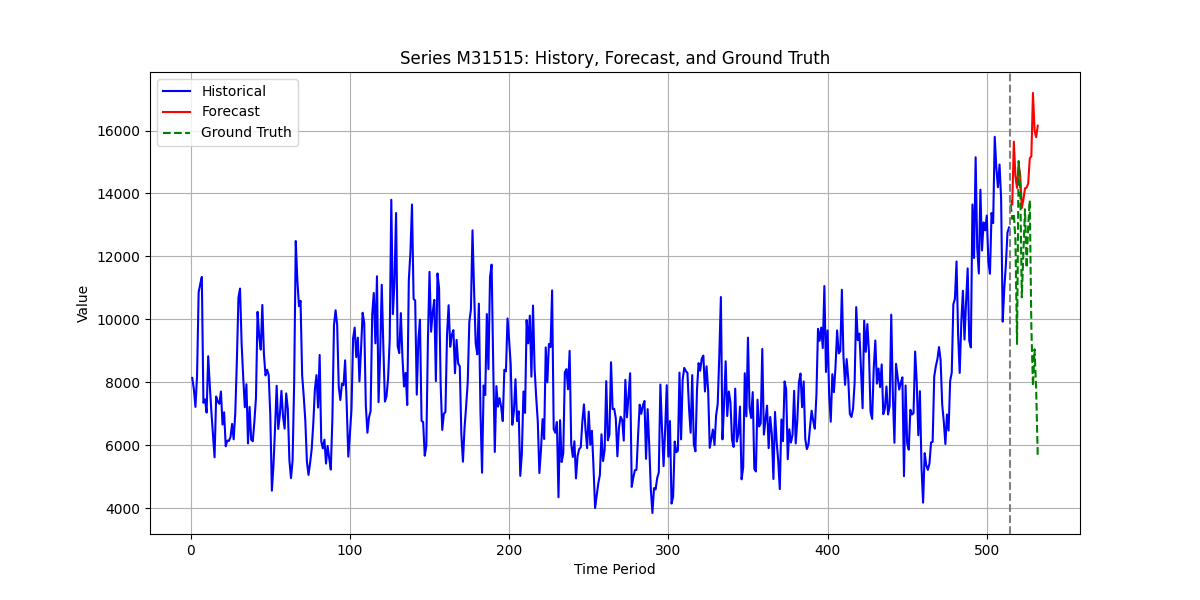 Series M31515: History, Forecast, and Ground Truth
Historical
Forecast
Ground Truth
16000
14000
12000
10000
8000
6000
4000
Value
0 100 200 300 400 500
Time Period